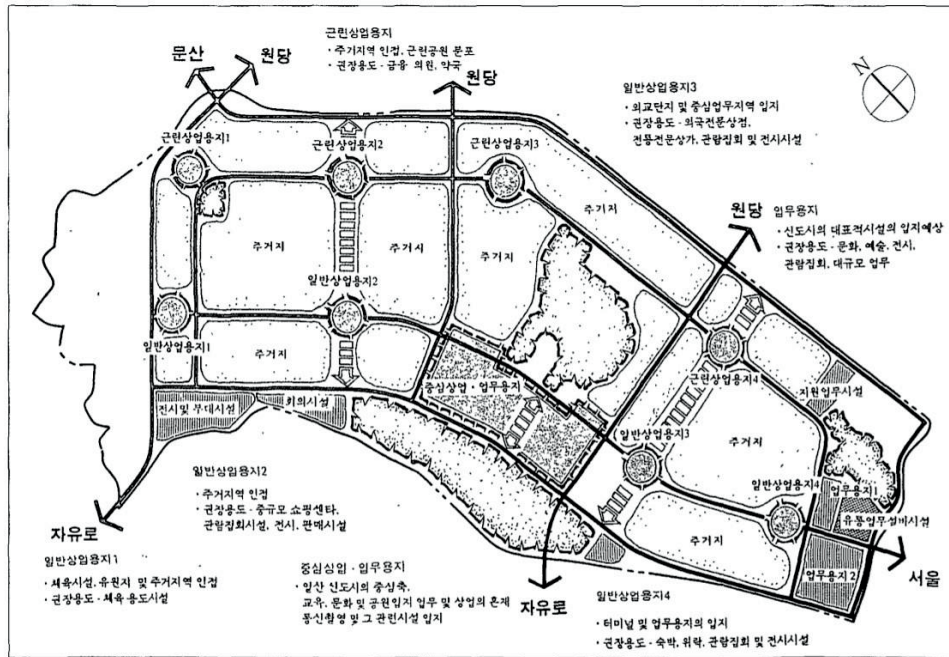 근린상업용지
· 주거지역 인접, 근린공원 분포
· 권장용도 - 금융 의원, 약국
문산
원당
원당
N
일반상업용지3
· 외교단지 및 중심업무지역 입지
· 권장용도 - 외국전문상점,
전통전문상가, 관람집회 및 전시시설
근린상업용지1
근린상업용지2
근린상업용지3
주거지
원당
업무용지
· 신도시의 대표적시설의 입지예상
· 권장용도 - 문화, 예술, 전시,
관람집회, 대규모 업무
주거지
주거지
주거지
일반상업용지2
일반상업용지1
주거지
중심상업 · 업무용지
근린상업용지4
지원업무시설
전시및 무대시설
회의시설
일반상업용지3
주거지
일반상업용지4
업무용지1
유통업무설비시설
주거지
업무용지2
서울
자유로
자유로
일반상업용지2
· 주거지역 인접
· 권장용도 - 중규모 쇼핑센타,
관람집회시설, 전시, 판매시설
일반상업용지1
· 체육시설, 유원지 및 주거지역 인접
· 권장용도 - 체육 용도시설
중심상업 · 업무용지
· 일산 신도시의 중심축,
교육, 문화 및 공원입지 업무 및 상업의 혼재
통신촬영 및 그 관련시설 입지
일반상업용지4
· 터미널 및 업무용지의 입지
· 권장용도 - 숙박, 위락, 관람집회 및 전시시설